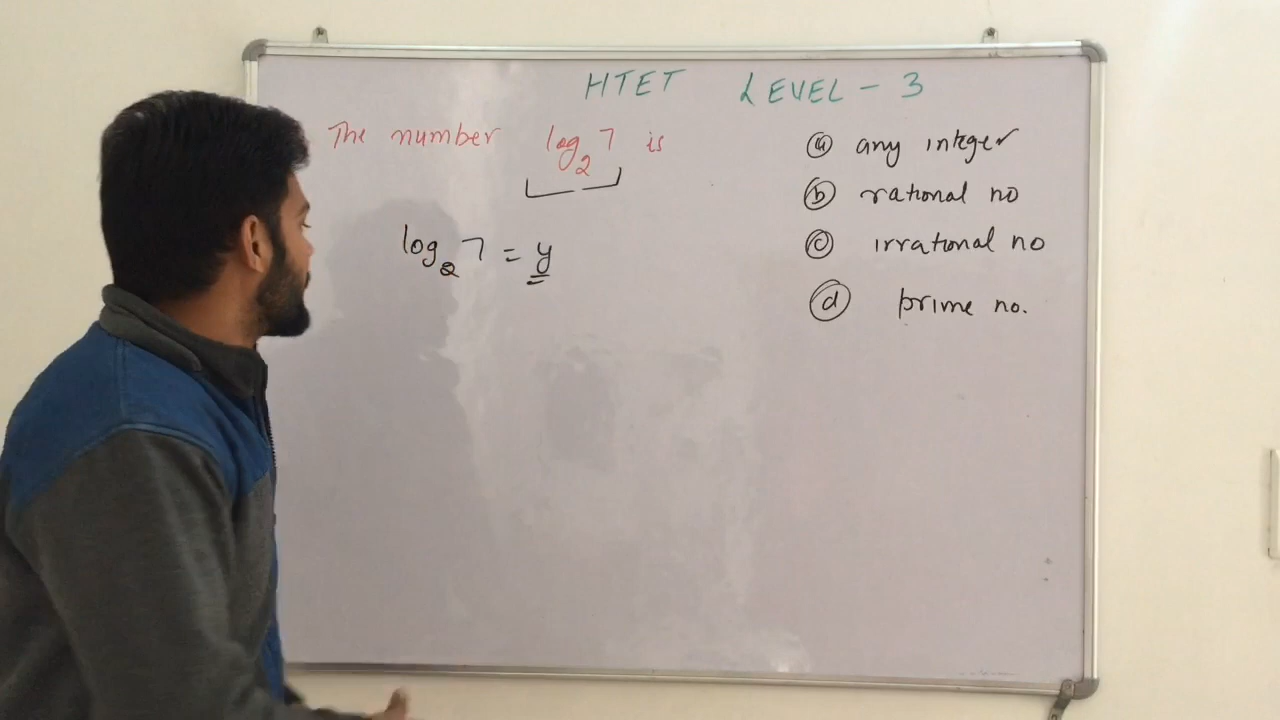 HTET LEVEL - 3
The number log₂ 7 is
ⓐ any integer
ⓑ rational no
ⓒ irrational no
ⓓ prime no.
log₂ 7 = y